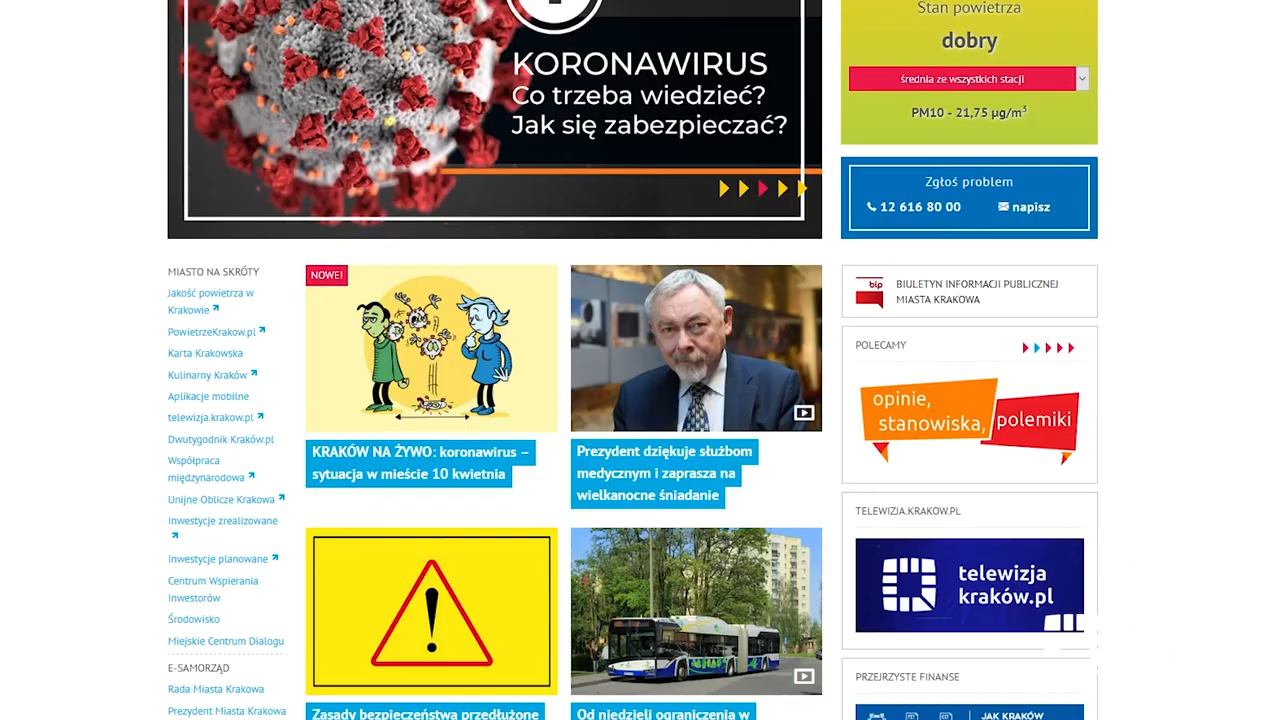 KORONAWIRUS
Co trzeba wiedzieć?
Jak się zabezpieczać?
Stan powietrza
dobry
średnia ze wszystkich stacji
PM10 - 21,75 µg/m³
Zgłoś problem
12 616 80 00
napisz
MIASTO NA SKRÓTY
Jakość powietrza w
Krakowie
PowietrzeKrakow.pl
Karta Krakowska
Kulinarny Kraków
Aplikacje mobilne
telewizja.krakow.pl
Dwutygodnik Kraków.pl
Współpraca
międzynarodowa
Unijne Oblicze Krakowa
Inwestycje zrealizowane
Inwestycje planowane
Centrum Wspierania
Inwestorów
Środowisko
Miejskie Centrum Dialogu
E-SAMORZĄD
Rada Miasta Krakowa
Prezydent Miasta Krakowa
NOWE!
KRAKÓW NA ŻYWO: koronawirus –
sytuacja w mieście 10 kwietnia
Prezydent dziękuje służbom
medycznym i zaprasza na
wielkanocne śniadanie
!
Zasady bezpieczeństwa przedłużone
Od niedzieli ograniczenia w
bip
BIULETYN INFORMACJI PUBLICZNEJ
MIASTA KRAKOWA
POLECAMY
opinie,
stanowiska,
polemiki
TELEWIZJA.KRAKOW.PL
telewizja
kraków.pl
PRZEJRZYSTE FINANSE
JAK KRAKÓW